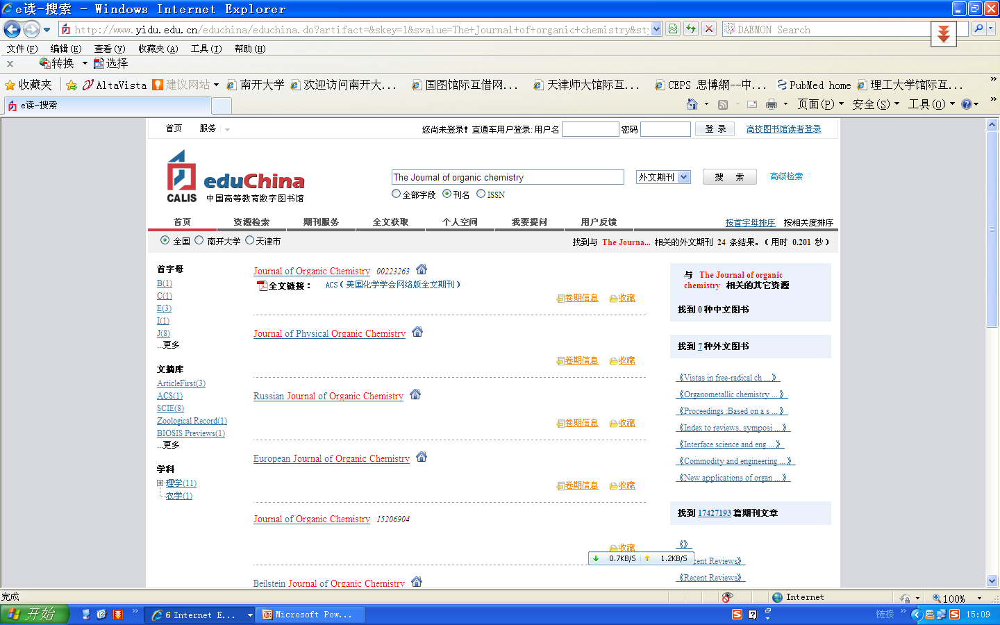 e读-搜索 - Windows Internet Explorer
http://www.yidu.edu.cn/educhina/educhina.do?artifact=&skey=1&svalue=The+Journal+of+organic+chemistry&sty
DAEMON Search
文件(F) 编辑(E) 查看(V) 收藏夹(A) 工具(T) 帮助(H)
x 转换 选择
收藏夹 AltaVista 建议网站 南开大学 欢迎访问南开大... 国图馆际互借网... 天津师大馆际互... CEPS 思博網--中... PubMed home 理工大学馆际互... »
e读-搜索 页面(P) 安全(S) 工具(O) »
首页 服务 您尚未登录! 直通车用户登录: 用户名 密码 登 录 高校图书馆读者登录
CALIS eduChina 中国高等教育数字图书馆
The Journal of organic chemistry 外文期刊 搜 索 高级检索
全部字段 刊名 ISSN
首页 资源检索 期刊服务 全文获取 个人空间 我要提问 用户反馈 按首字母排序 按相关度排序
全国 南开大学 天津市 找到与 The Journa... 相关的外文期刊 24 条结果。( 用时 0.201 秒 )
首字母
B(1)
C(1)
E(3)
I(1)
J(8)
...更多
文摘库
ArticleFirst(3)
ACS(1)
SCIE(8)
Zoological Record(1)
BIOSIS Previews(1)
...更多
学科
理学(11)
农学(1)
Journal of Organic Chemistry 00223263
全文链接： ACS ( 美国化学学会网络版全文期刊 )
卷期信息 收藏
Journal of Physical Organic Chemistry
卷期信息 收藏
Russian Journal of Organic Chemistry
卷期信息 收藏
European Journal of Organic Chemistry
卷期信息 收藏
Journal of Organic Chemistry 15206904
收藏
Beilstein Journal of Organic Chemistry
与 The Journal of organic
chemistry 相关的其它资源
找到 0 种中文图书
找到 7 种外文图书
《Vistas in free-radical ch ... 》
《Organometallic chemistry ... 》
《Proceedings :Based on a s ... 》
《Index to reviews, symposi ... 》
《Interface science and eng ... 》
《Commodity and engineering ... 》
《New applications of organ ... 》
找到 17427193 篇期刊文章
《》
cent Reviews》
《Recent Reviews》
0.7KB/S 1.2KB/S
完成 Internet 100%
开始 » 6 Internet E... Microsoft Pow... 链接 » 15:09